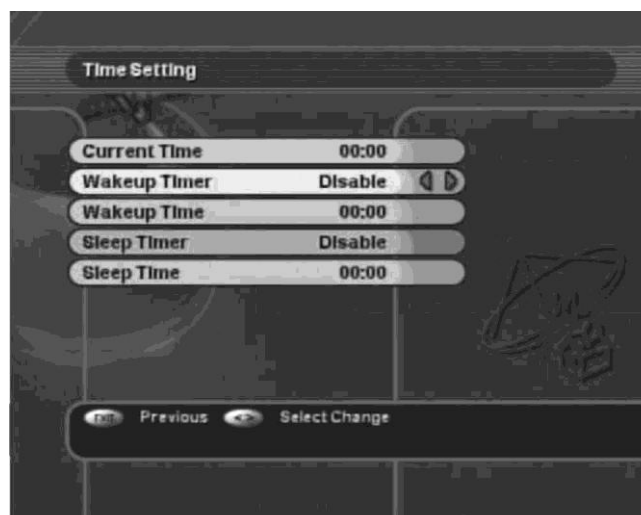 Time Setting
Current Time 00:00
Wakeup Timer Disable
Wakeup Time 00:00
Sleep Timer Disable
Sleep Time 00:00
EXIT Previous <> Select Change